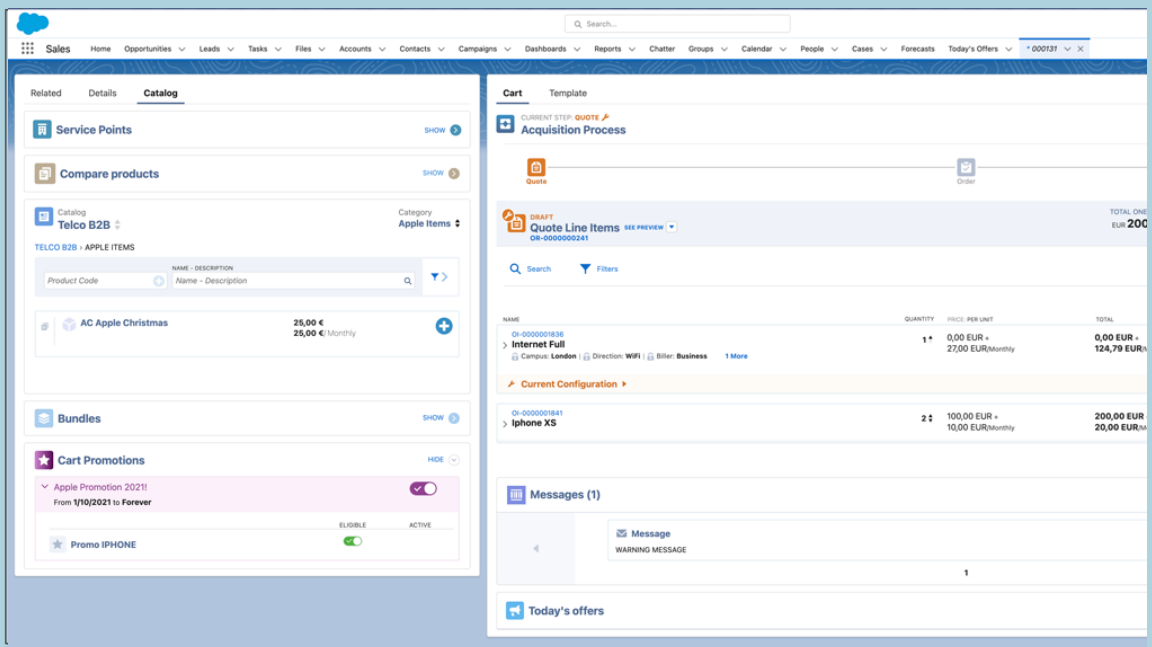 Search...
Sales Home Opportunities Leads Tasks Files Accounts Contacts Campaigns Dashboards Reports Chatter Groups Calendar People Cases Forecasts Today's Offers * 000131
Related Details Catalog
Service Points SHOW
Compare products SHOW
Catalog Category
Telco B2B Apple Items
TELCO B2B > APPLE ITEMS
NAME - DESCRIPTION
Product Code Name - Description
AC Apple Christmas 25,00 €
25,00 €/ Monthly
Bundles SHOW
Cart Promotions HIDE
Apple Promotion 2021!
From 1/10/2021 to Forever
ELIGIBLE ACTIVE
Promo IPHONE
Cart Template
CURRENT STEP: QUOTE
Acquisition Process
Quote Order
DRAFT TOTAL ONE
Quote Line Items SEE PREVIEW EUR 200
OR-0000000241
Search Filters
NAME QUANTITY PRICE: PER UNIT TOTAL
OI-0000001836
Internet Full 1 0,00 EUR + 0,00 EUR +
27,00 EUR/Monthly 124,79 EUR/
Campus: London | Direction: WiFi | Biller: Business 1 More
Current Configuration
OI-0000001841
Iphone XS 2 100,00 EUR + 200,00 EUR
10,00 EUR/Monthly 20,00 EUR/
Messages (1)
Message
WARNING MESSAGE
1
Today's offers